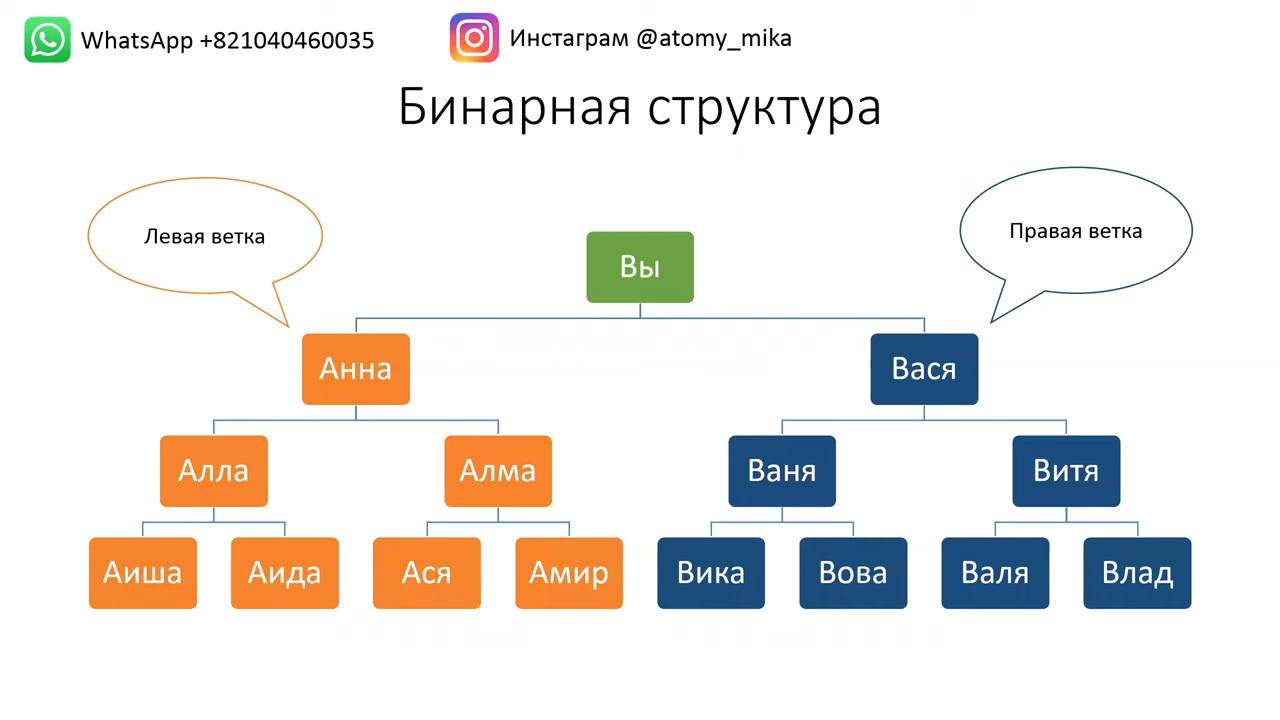 WhatsApp +821040460035
Инстаграм @atomy_mika
Бинарная структура
Левая ветка
Правая ветка
Вы
Анна
Вася
Алла
Алма
Ваня
Витя
Аиша
Аида
Ася
Амир
Вика
Вова
Валя
Влад